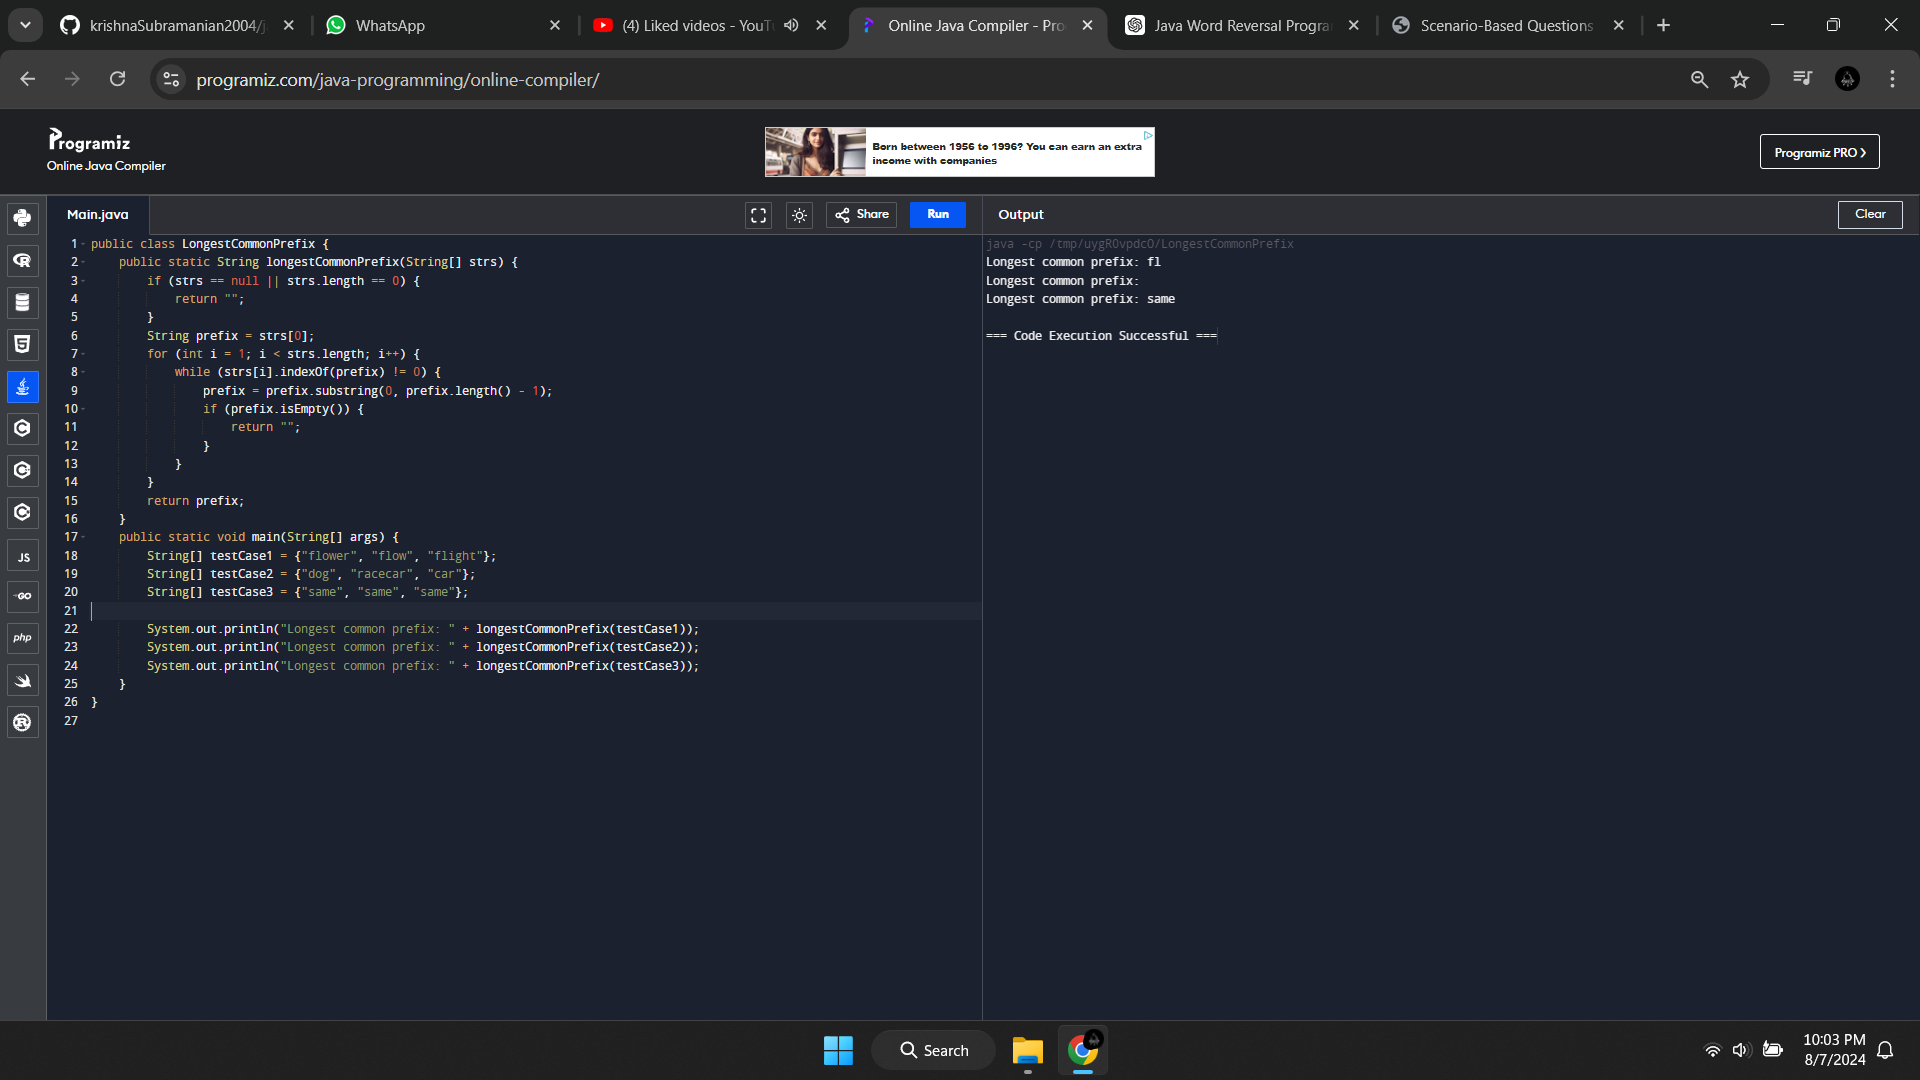 krishnaSubramanian2004/j
WhatsApp
(4) Liked videos - YouTu
Online Java Compiler - Pro
Java Word Reversal Progra
Scenario-Based Questions
programiz.com/java-programming/online-compiler/
Programiz
Online Java Compiler
Born between 1956 to 1996? You can earn an extra
income with companies
Programiz PRO
Main.java
Share
Run
Output
Clear
1 public class LongestCommonPrefix {
2 public static String longestCommonPrefix(String[] strs) {
3 if (strs == null || strs.length == 0) {
4 return "";
5 }
6 String prefix = strs[0];
7 for (int i = 1; i < strs.length; i++) {
8 while (strs[i].indexOf(prefix) != 0) {
9 prefix = prefix.substring(0, prefix.length() - 1);
10 if (prefix.isEmpty()) {
11 return "";
12 }
13 }
14 }
15 return prefix;
16 }
17 public static void main(String[] args) {
18 String[] testCase1 = {"flower", "flow", "flight"};
19 String[] testCase2 = {"dog", "racecar", "car"};
20 String[] testCase3 = {"same", "same", "same"};
21
22 System.out.println("Longest common prefix: " + longestCommonPrefix(testCase1));
23 System.out.println("Longest common prefix: " + longestCommonPrefix(testCase2));
24 System.out.println("Longest common prefix: " + longestCommonPrefix(testCase3));
25 }
26 }
27
java -cp /tmp/uygR0vpdcO/LongestCommonPrefix
Longest common prefix: fl
Longest common prefix:
Longest common prefix: same
=== Code Execution Successful ===
JS
GO
php
Search
10:03 PM
8/7/2024